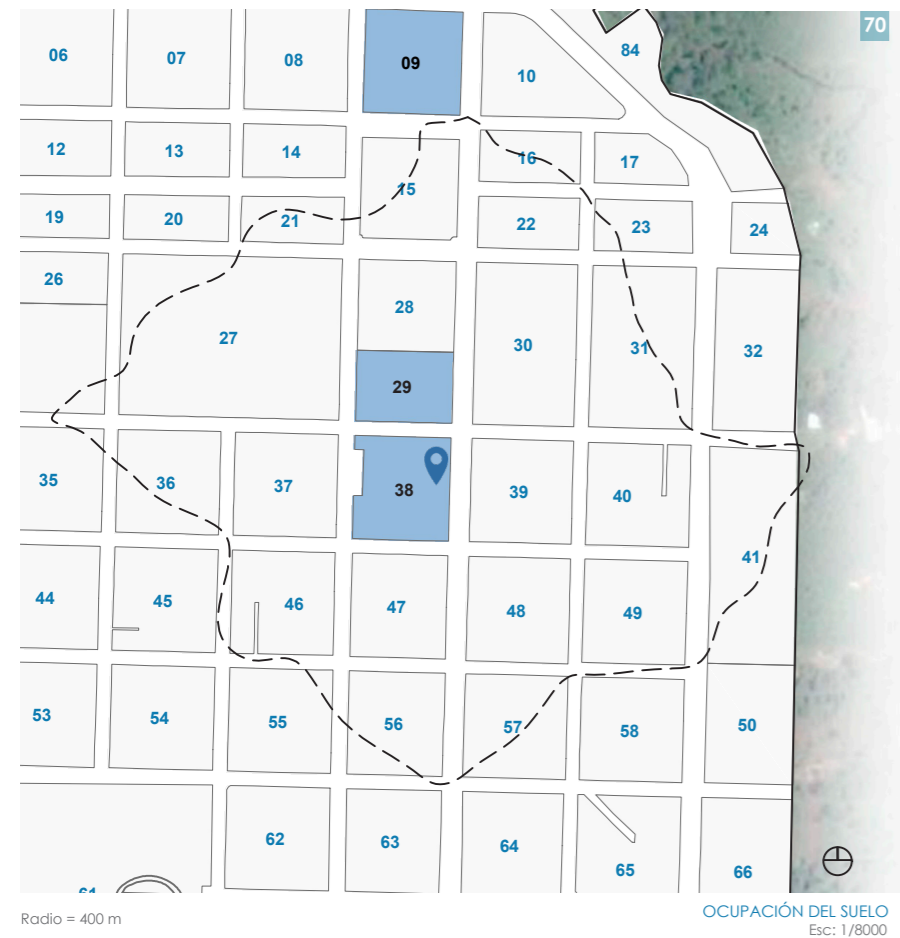 70
06 07 08 09 10 84
12 13 14 15 16 17
19 20 21 22 23 24
26 27 28 29 30 31 32
35 36 37 38 39 40 41
44 45 46 47 48 49
53 54 55 56 57 58 50
61 62 63 64 65 66
Radio = 400 m
OCUPACIÓN DEL SUELO
Esc: 1/8000